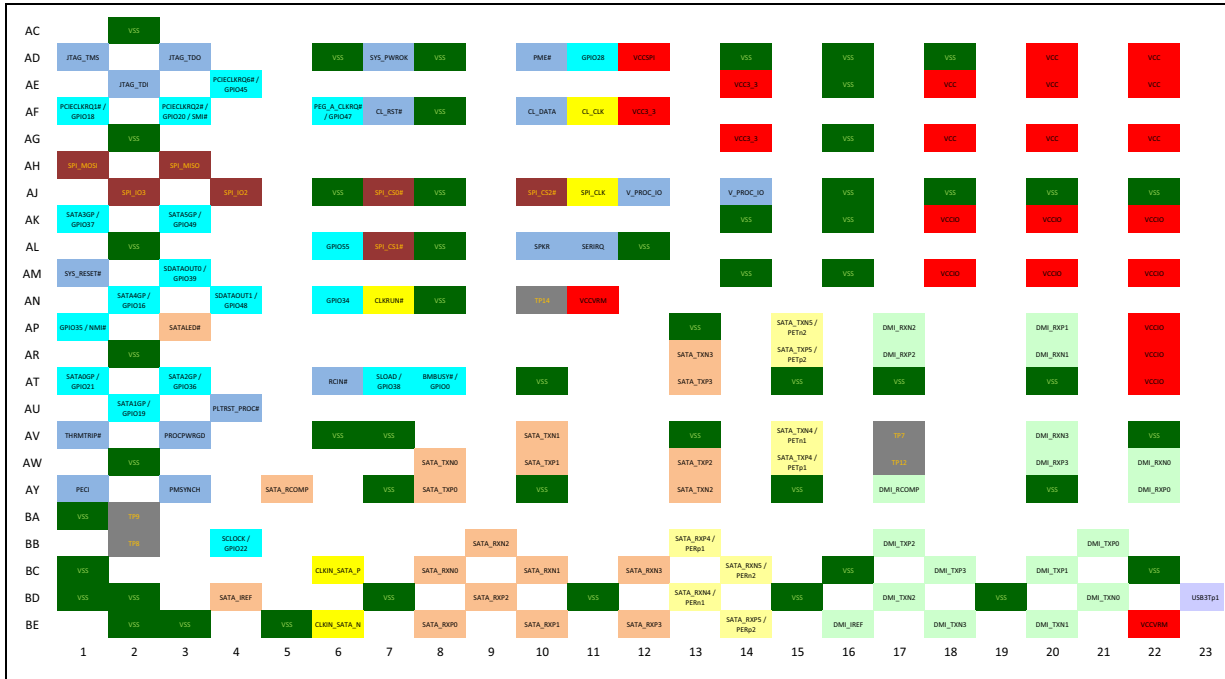 AC VSS
AD JTAG_TMS JTAG_TDO VSS SYS_PWROK VSS PME# GPIO28 VCCSPI VSS VSS VSS VCC VCC
AE JTAG_TDI PCIECLKRQ6# / GPIO45 VCC3_3 VSS VCC VCC VCC
AF PCIECLKRQ1# / GPIO18 PCIECLKRQ2# / GPIO20 / SMI# PEG_A_CLKRQ# / GPIO47 CL_RST# VSS CL_DATA CL_CLK VCC3_3
AG VSS VCC3_3 VSS VCC VCC VCC
AH SPI_MOSI SPI_MISO
AJ SPI_IO3 SPI_IO2 VSS SPI_CS0# VSS SPI_CS2# SPI_CLK V_PROC_IO V_PROC_IO VSS VSS VSS VSS
AK SATA3GP / GPIO37 SATA5GP / GPIO49 VSS VSS VCCIO VCCIO VCCIO
AL VSS GPIO55 SPI_CS1# VSS SPKR SERIRQ VSS
AM SYS_RESET# SDATAOUT0 / GPIO39 VSS VSS VCCIO VCCIO VCCIO
AN SATA4GP / GPIO16 SDATAOUT1 / GPIO48 GPIO34 CLKRUN# VSS TP14 VCCVRM
AP GPIO35 / NMI# SATALED# VSS SATA_TXN5 / PETn2 DMI_RXN2 DMI_RXP1 VCCIO
AR VSS SATA_TXN3 SATA_TXP5 / PETp2 DMI_RXP2 DMI_RXN1 VCCIO
AT SATA0GP / GPIO21 SATA2GP / GPIO36 RCIN# SLOAD / GPIO38 BMBUSY# / GPIO0 VSS SATA_TXP3 VSS VSS VSS VCCIO
AU SATA1GP / GPIO19 PLTRST_PROC#
AV THRMTRIP# PROCPWRGD VSS VSS SATA_TXN1 VSS SATA_TXN4 / PETn1 TP7 DMI_RXN3 VSS
AW VSS SATA_TXN0 SATA_TXP1 SATA_TXP2 SATA_TXP4 / PETp1 TP12 DMI_RXP3 DMI_RXN0
AY PECI PMSYNCH SATA_RCOMP VSS SATA_TXP0 VSS SATA_TXN2 VSS DMI_RCOMP VSS DMI_RXP0
BA VSS TP9
BB TP8 SCLOCK / GPIO22 SATA_RXN2 SATA_RXP4 / PERp1 DMI_TXP2 DMI_TXP0
BC VSS CLKIN_SATA_P SATA_RXN0 SATA_RXN1 SATA_RXN3 SATA_RXN5 / PERn2 VSS DMI_TXP3 DMI_TXP1 VSS
BD VSS VSS SATA_IREF VSS SATA_RXP2 VSS SATA_RXN4 / PERn1 VSS DMI_TXN2 VSS DMI_TXN0 USB3Tp1
BE VSS VSS VSS CLKIN_SATA_N SATA_RXP0 SATA_RXP1 SATA_RXP3 SATA_RXP5 / PERp2 DMI_IREF DMI_TXN3 DMI_TXN1 VCCVRM
1 2 3 4 5 6 7 8 9 10 11 12 13 14 15 16 17 18 19 20 21 22 23